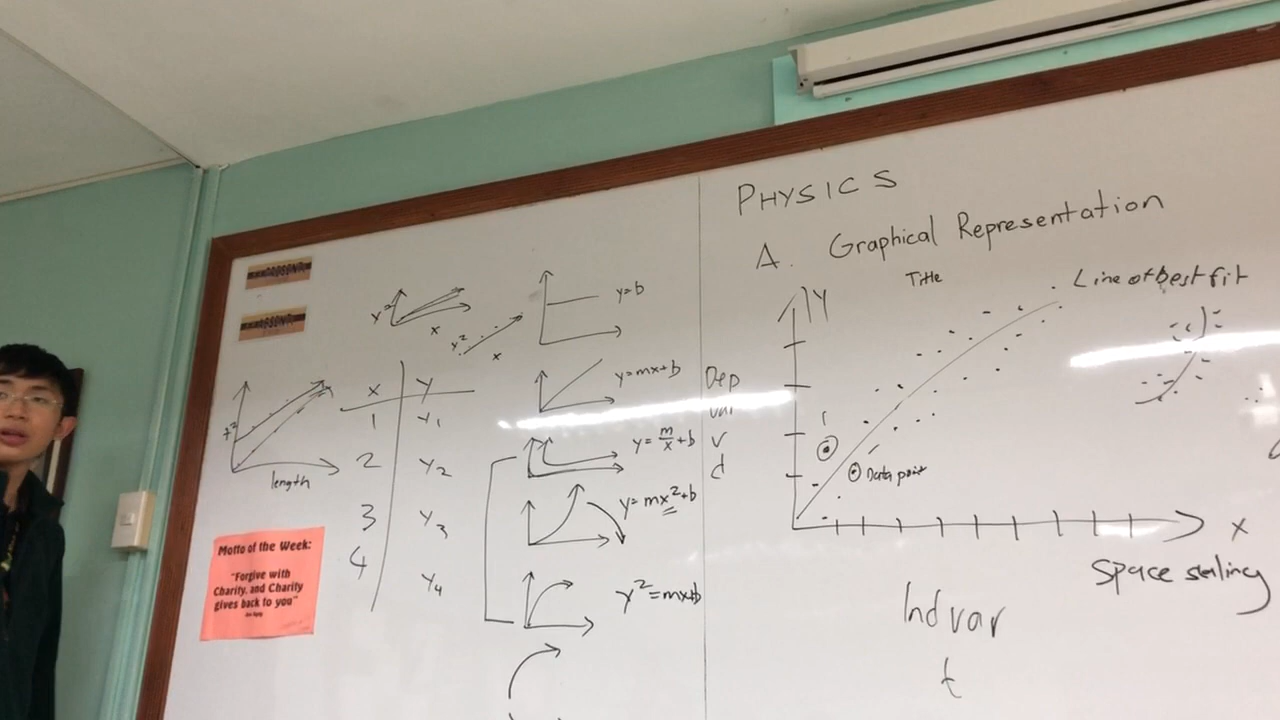 PHYSICS
A. Graphical Representation
Title
Line of best fit
y
Dep
var
v
d
Data point
x
Space scaling
Ind var
t
x
x
x
y=b
y=mx+b
y=m/x+b
y=mx²+b
y²=mx+b
length
x y
1 y₁
2 y₂
3 y₃
4 y₄
Motto of the Week:
"Forgive with
Charity, and Charity
gives back to you"